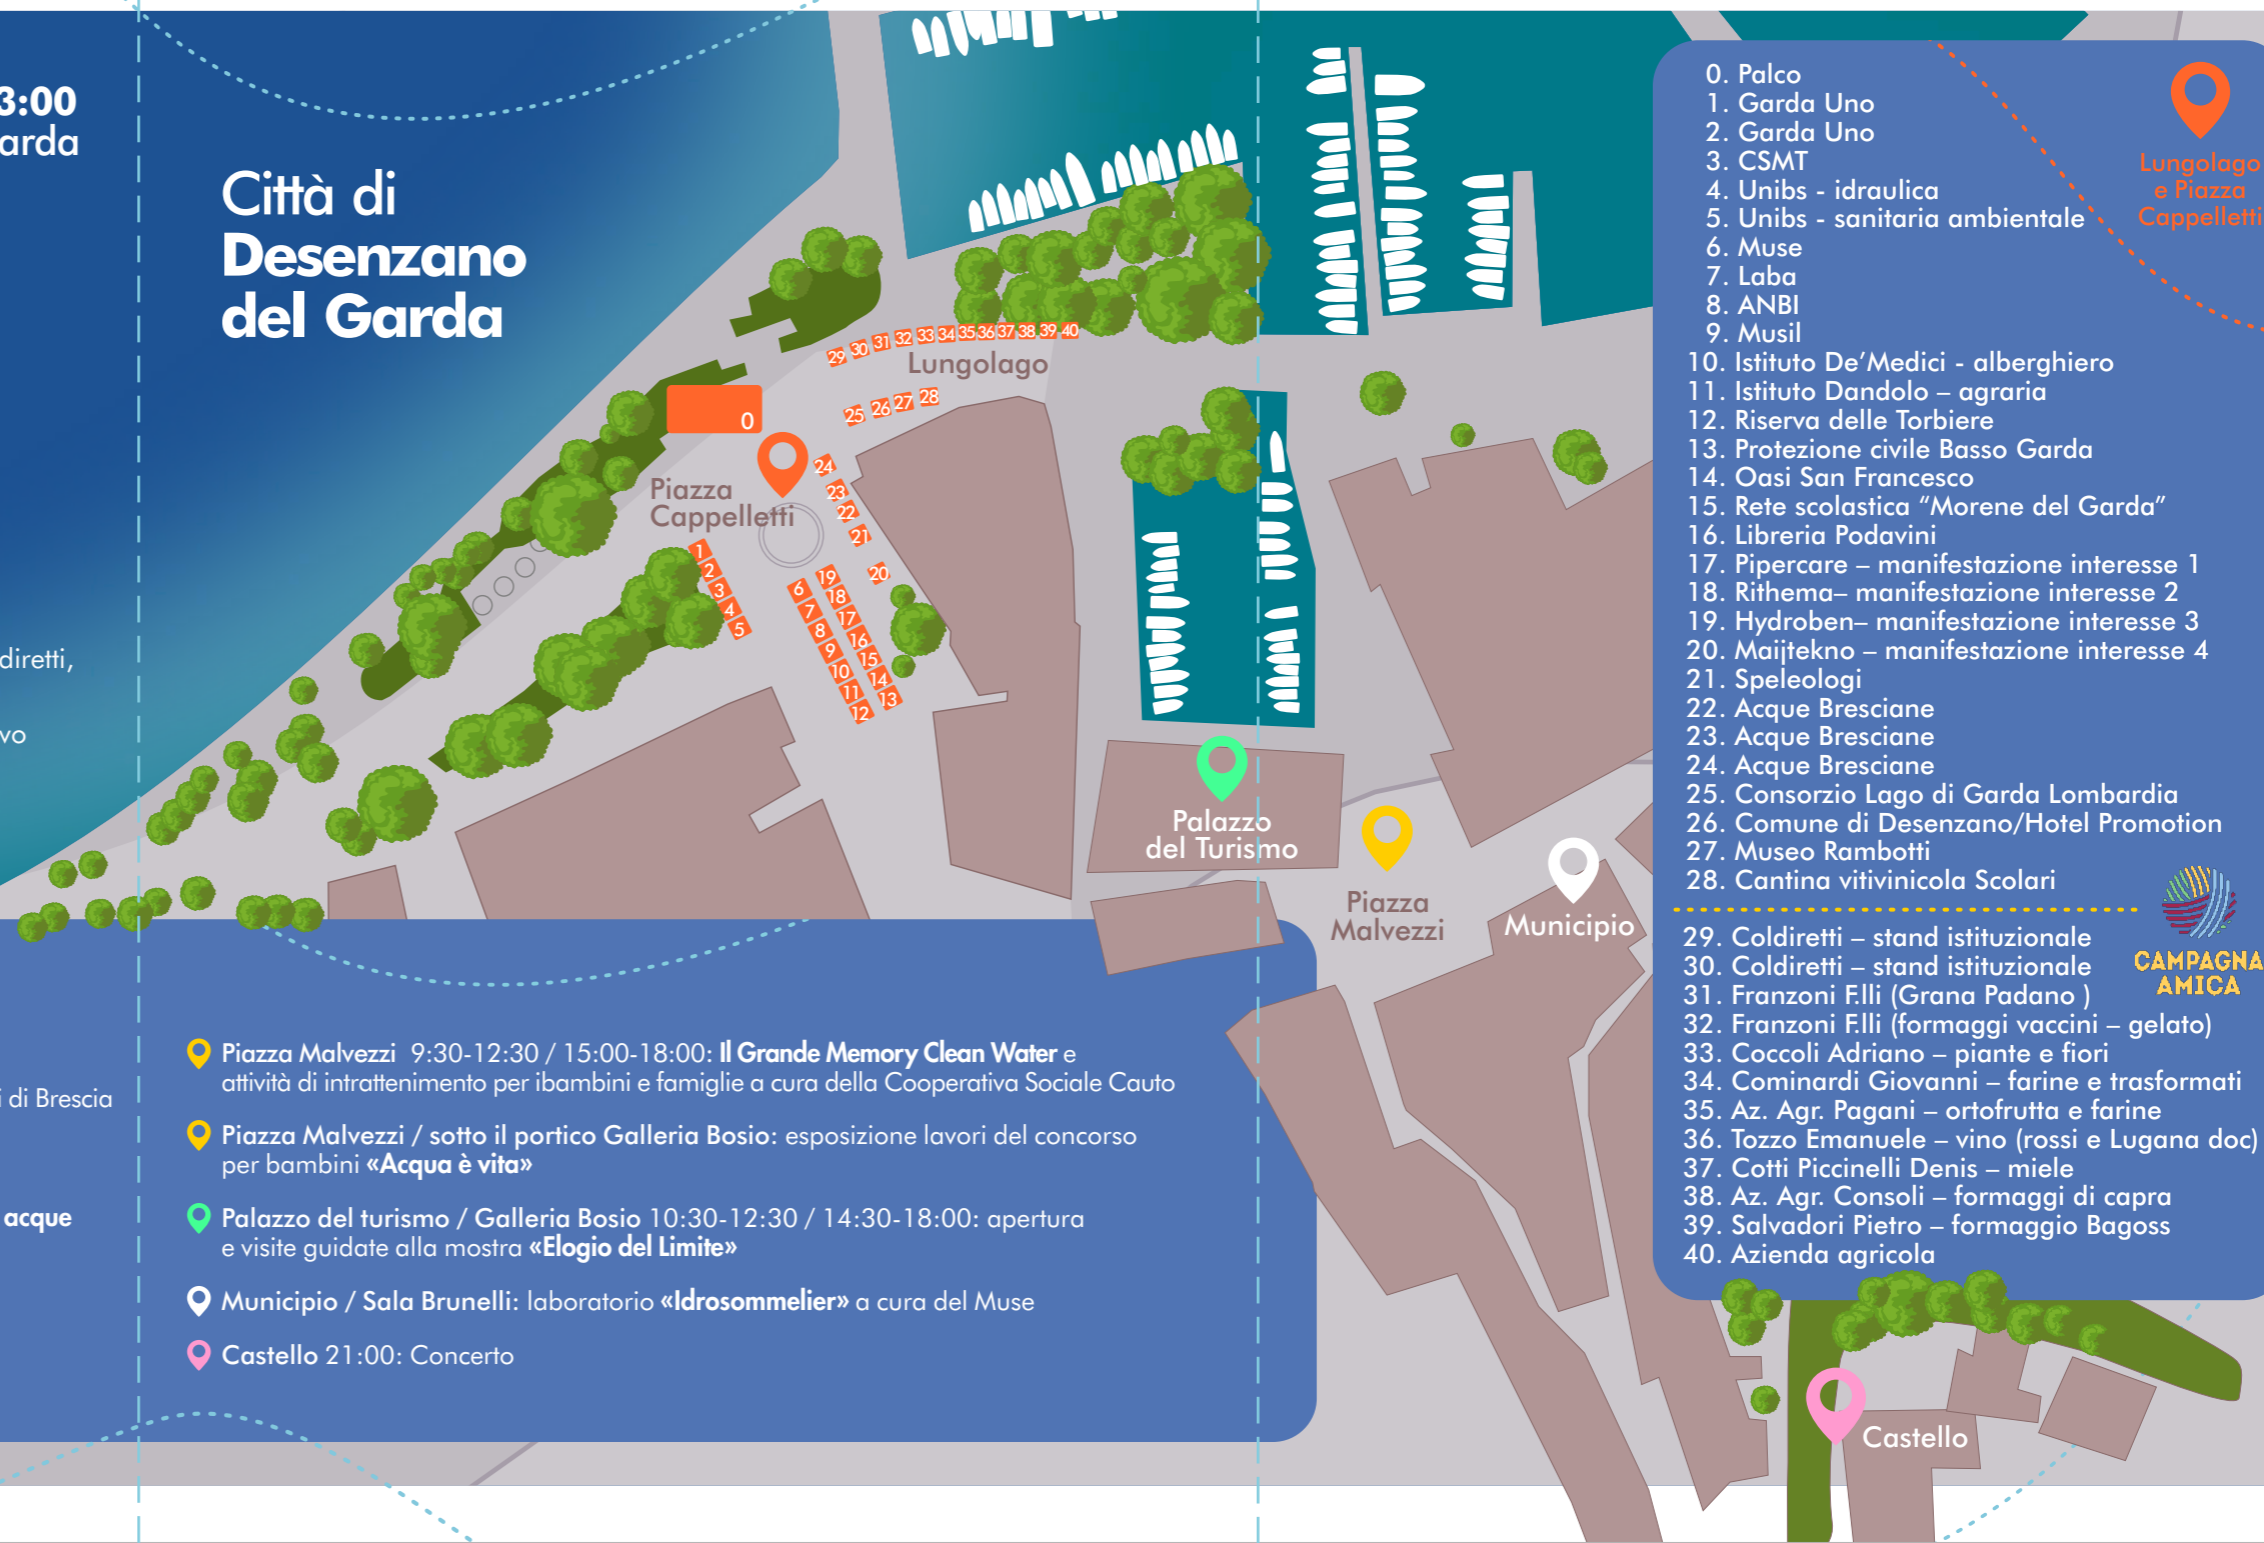 3:00
arda
Città di
Desenzano
del Garda
diretti,
vo
i di Brescia
acque
29 30 31 32 33 34 35 36 37 38 39 40
Lungolago
25 26 27 28
0
Piazza
Cappelletti
24
23
22
21
20
1
2
3
4
5
6
7
8
9
10
11
12
19
18
17
16
15
14
13
Palazzo
del Turismo
Piazza
Malvezzi
Municipio
Castello
Piazza Malvezzi 9:30-12:30 / 15:00-18:00: Il Grande Memory Clean Water e
attività di intrattenimento per ibambini e famiglie a cura della Cooperativa Sociale Cauto
Piazza Malvezzi / sotto il portico Galleria Bosio: esposizione lavori del concorso
per bambini «Acqua è vita»
Palazzo del turismo / Galleria Bosio 10:30-12:30 / 14:30-18:00: apertura
e visite guidate alla mostra «Elogio del Limite»
Municipio / Sala Brunelli: laboratorio «Idrosommelier» a cura del Muse
Castello 21:00: Concerto
0. Palco
1. Garda Uno
2. Garda Uno
3. CSMT
4. Unibs - idraulica
5. Unibs - sanitaria ambientale
6. Muse
7. Laba
8. ANBI
9. Musil
10. Istituto De’Medici - alberghiero
11. Istituto Dandolo – agraria
12. Riserva delle Torbiere
13. Protezione civile Basso Garda
14. Oasi San Francesco
15. Rete scolastica “Morene del Garda”
16. Libreria Podavini
17. Pipercare – manifestazione interesse 1
18. Rithema– manifestazione interesse 2
19. Hydroben– manifestazione interesse 3
20. Maijtekno – manifestazione interesse 4
21. Speleologi
22. Acque Bresciane
23. Acque Bresciane
24. Acque Bresciane
25. Consorzio Lago di Garda Lombardia
26. Comune di Desenzano/Hotel Promotion
27. Museo Rambotti
28. Cantina vitivinicola Scolari
Lungolago
e Piazza
Cappelletti
29. Coldiretti – stand istituzionale
30. Coldiretti – stand istituzionale
31. Franzoni F.lli (Grana Padano )
32. Franzoni F.lli (formaggi vaccini – gelato)
33. Coccoli Adriano – piante e fiori
34. Cominardi Giovanni – farine e trasformati
35. Az. Agr. Pagani – ortofrutta e farine
36. Tozzo Emanuele – vino (rossi e Lugana doc)
37. Cotti Piccinelli Denis – miele
38. Az. Agr. Consoli – formaggi di capra
39. Salvadori Pietro – formaggio Bagoss
40. Azienda agricola
CAMPAGNA
AMICA